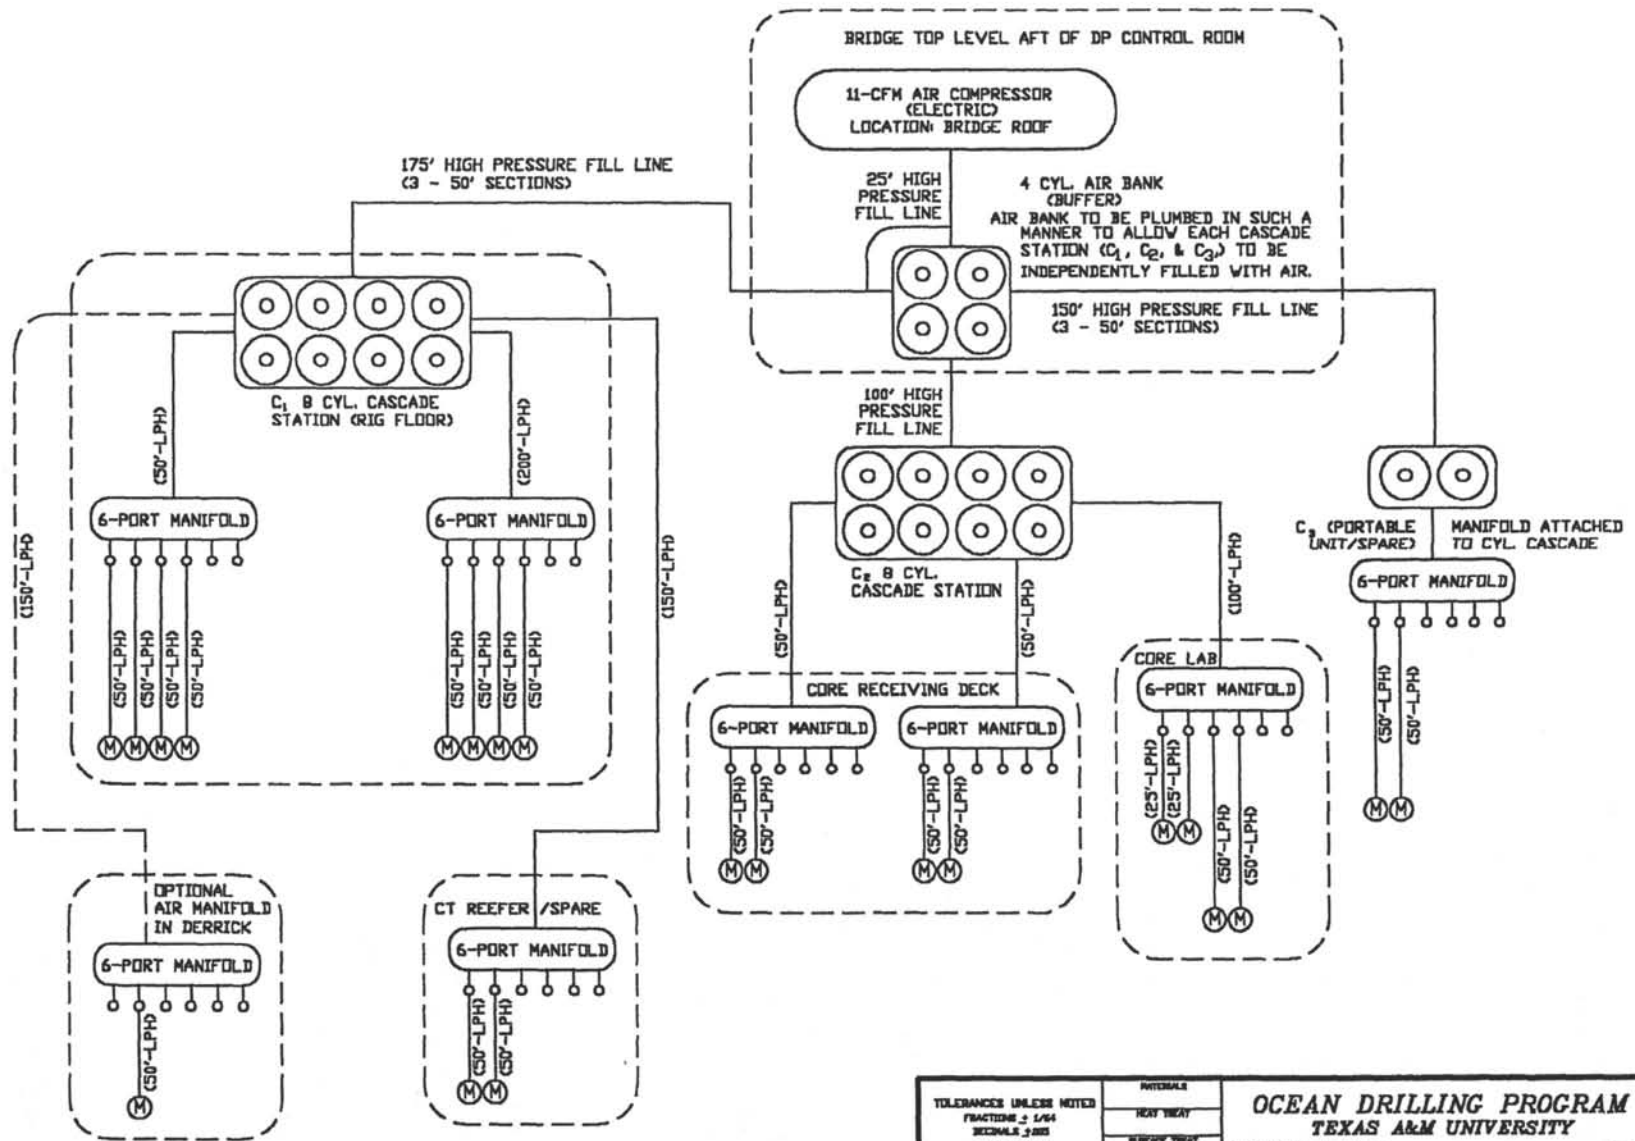 BRIDGE TOP LEVEL AFT OF DP CONTROL ROOM
11-CFM AIR COMPRESSOR
(ELECTRIC)
LOCATION: BRIDGE ROOF
175' HIGH PRESSURE FILL LINE
(3 - 50' SECTIONS)
25' HIGH
PRESSURE
FILL LINE
4 CYL. AIR BANK
(BUFFER)
AIR BANK TO BE PLUMBED IN SUCH A
MANNER TO ALLOW EACH CASCADE
STATION (C₁, C₂, & C₃,) TO BE
INDEPENDENTLY FILLED WITH AIR.
150' HIGH PRESSURE FILL LINE
(3 - 50' SECTIONS)
C₁ 8 CYL. CASCADE
STATION (RIG FLOOR)
100' HIGH
PRESSURE
FILL LINE
(50'-LPH)
(200'-LPH)
6-PORT MANIFOLD
6-PORT MANIFOLD
(150'-LPH)
(150'-LPH)
(50'-LPH)
(50'-LPH)
(50'-LPH)
(50'-LPH)
(50'-LPH)
(50'-LPH)
(50'-LPH)
(50'-LPH)
M M M M
M M M M
C₂ 8 CYL.
CASCADE STATION
C₃ (PORTABLE
UNIT/SPARE)
MANIFOLD ATTACHED
TO CYL. CASCADE
6-PORT MANIFOLD
(50'-LPH)
(50'-LPH)
M M
(50'-LPH)
(50'-LPH)
(100'-LPH)
CORE RECEIVING DECK
6-PORT MANIFOLD
6-PORT MANIFOLD
(50'-LPH)
(50'-LPH)
(50'-LPH)
(50'-LPH)
M M
M M
CORE LAB
6-PORT MANIFOLD
(25'-LPH)
(25'-LPH)
(50'-LPH)
(50'-LPH)
M M
M M
OPTIONAL
AIR MANIFOLD
IN DERRICK
6-PORT MANIFOLD
(50'-LPH)
M
CT REEFER /SPARE
6-PORT MANIFOLD
(50'-LPH)
(50'-LPH)
M M
TOLERANCES UNLESS NOTED
FRACTIONS ± 1/64
DECIMALS ±.005
MATERIALS
HEAT TREAT
OCEAN DRILLING PROGRAM
TEXAS A&M UNIVERSITY